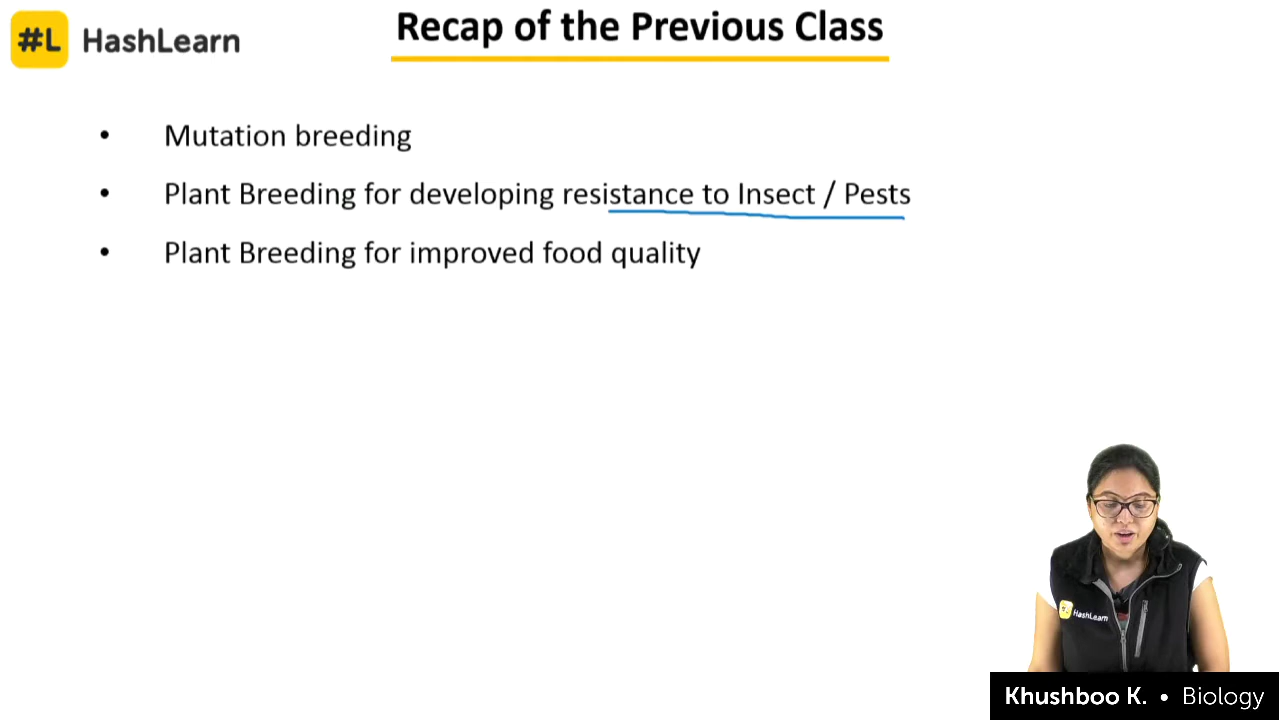 #L HashLearn
Recap of the Previous Class
• Mutation breeding
• Plant Breeding for developing resistance to Insect / Pests
• Plant Breeding for improved food quality
#L HashLearn
Khushboo K. • Biology